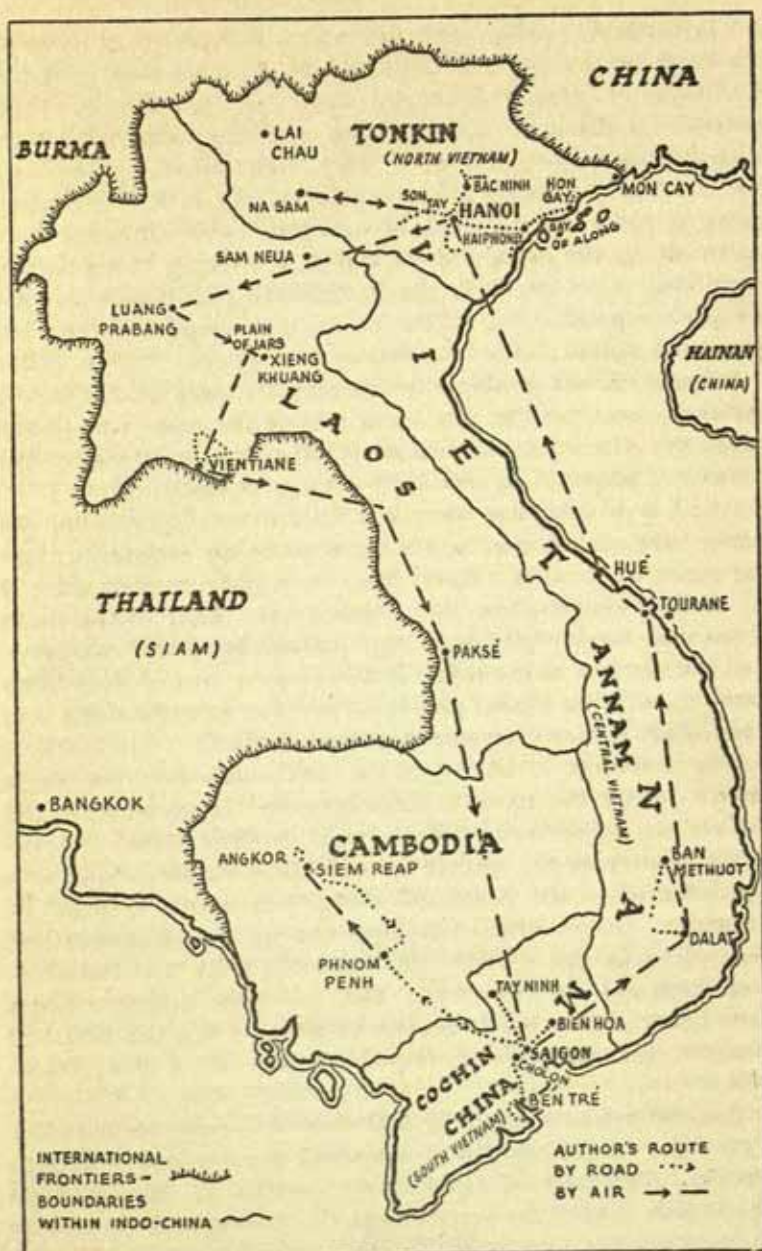 CHINA
BURMA
TONKIN
(NORTH VIETNAM)
LAI
CHAU
BAC NINH
HON
GAY
MON CAY
NA SAM
SON TAY
HANOI
HAIPHONG
BAY
OF ALONG
SAM NEUA
LUANG
PRABANG
PLAIN
OF JARS
XIENG
KHUANG
HAINAN
(CHINA)
VIETNAM
LAOS
VIENTIANE
HUÉ
TOURANE
THAILAND
(SIAM)
PAKSÉ
ANNAM
(CENTRAL VIETNAM)
BANGKOK
CAMBODIA
ANGKOR
SIEM REAP
BAN
METHUOT
DALAT
PHNOM
PENH
TAY NINH
BIEN HOA
SAIGON
CHOLON
COCHIN
CHINA
(SOUTH VIETNAM)
BÉN TRÉ
INTERNATIONAL
FRONTIERS-
BOUNDARIES
WITHIN INDO-CHINA
AUTHOR'S ROUTE
BY ROAD
BY AIR